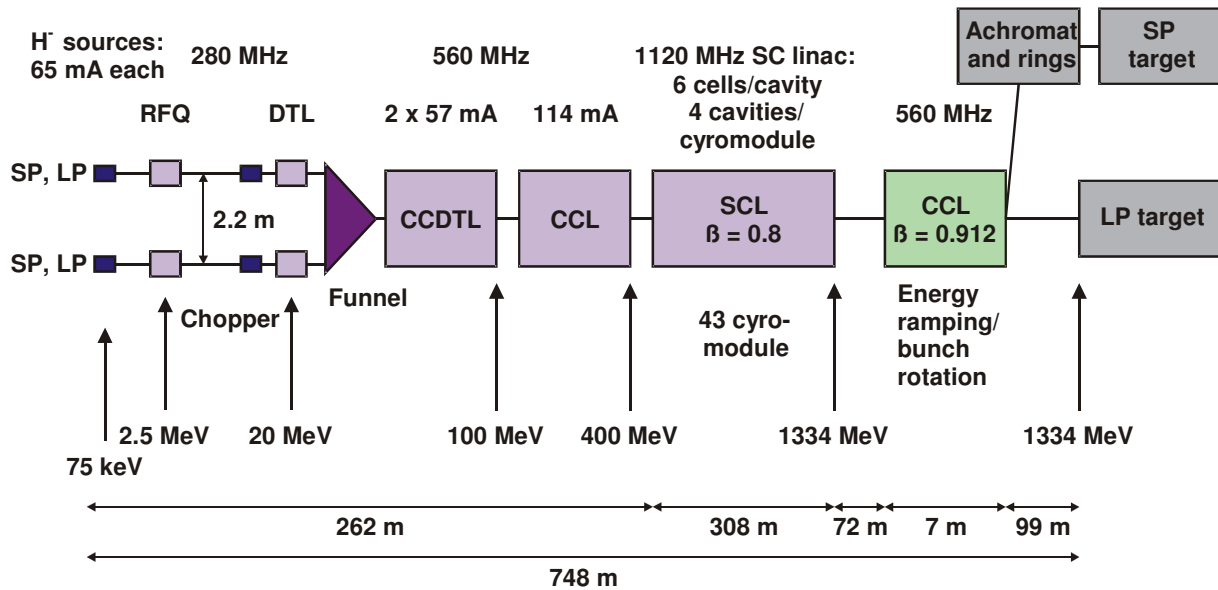 H⁻ sources:
65 mA each
280 MHz
560 MHz
1120 MHz SC linac:
6 cells/cavity
4 cavities/
cyromodule
Achromat
and rings
SP
target
RFQ
DTL
2 x 57 mA
114 mA
560 MHz
SP, LP
SP, LP
2.2 m
CCDTL
CCL
SCL
ß = 0.8
CCL
ß = 0.912
LP target
Chopper
Funnel
43 cyro-
module
Energy
ramping/
bunch
rotation
75 keV
2.5 MeV
20 MeV
100 MeV
400 MeV
1334 MeV
1334 MeV
262 m
308 m
72 m
7 m
99 m
748 m